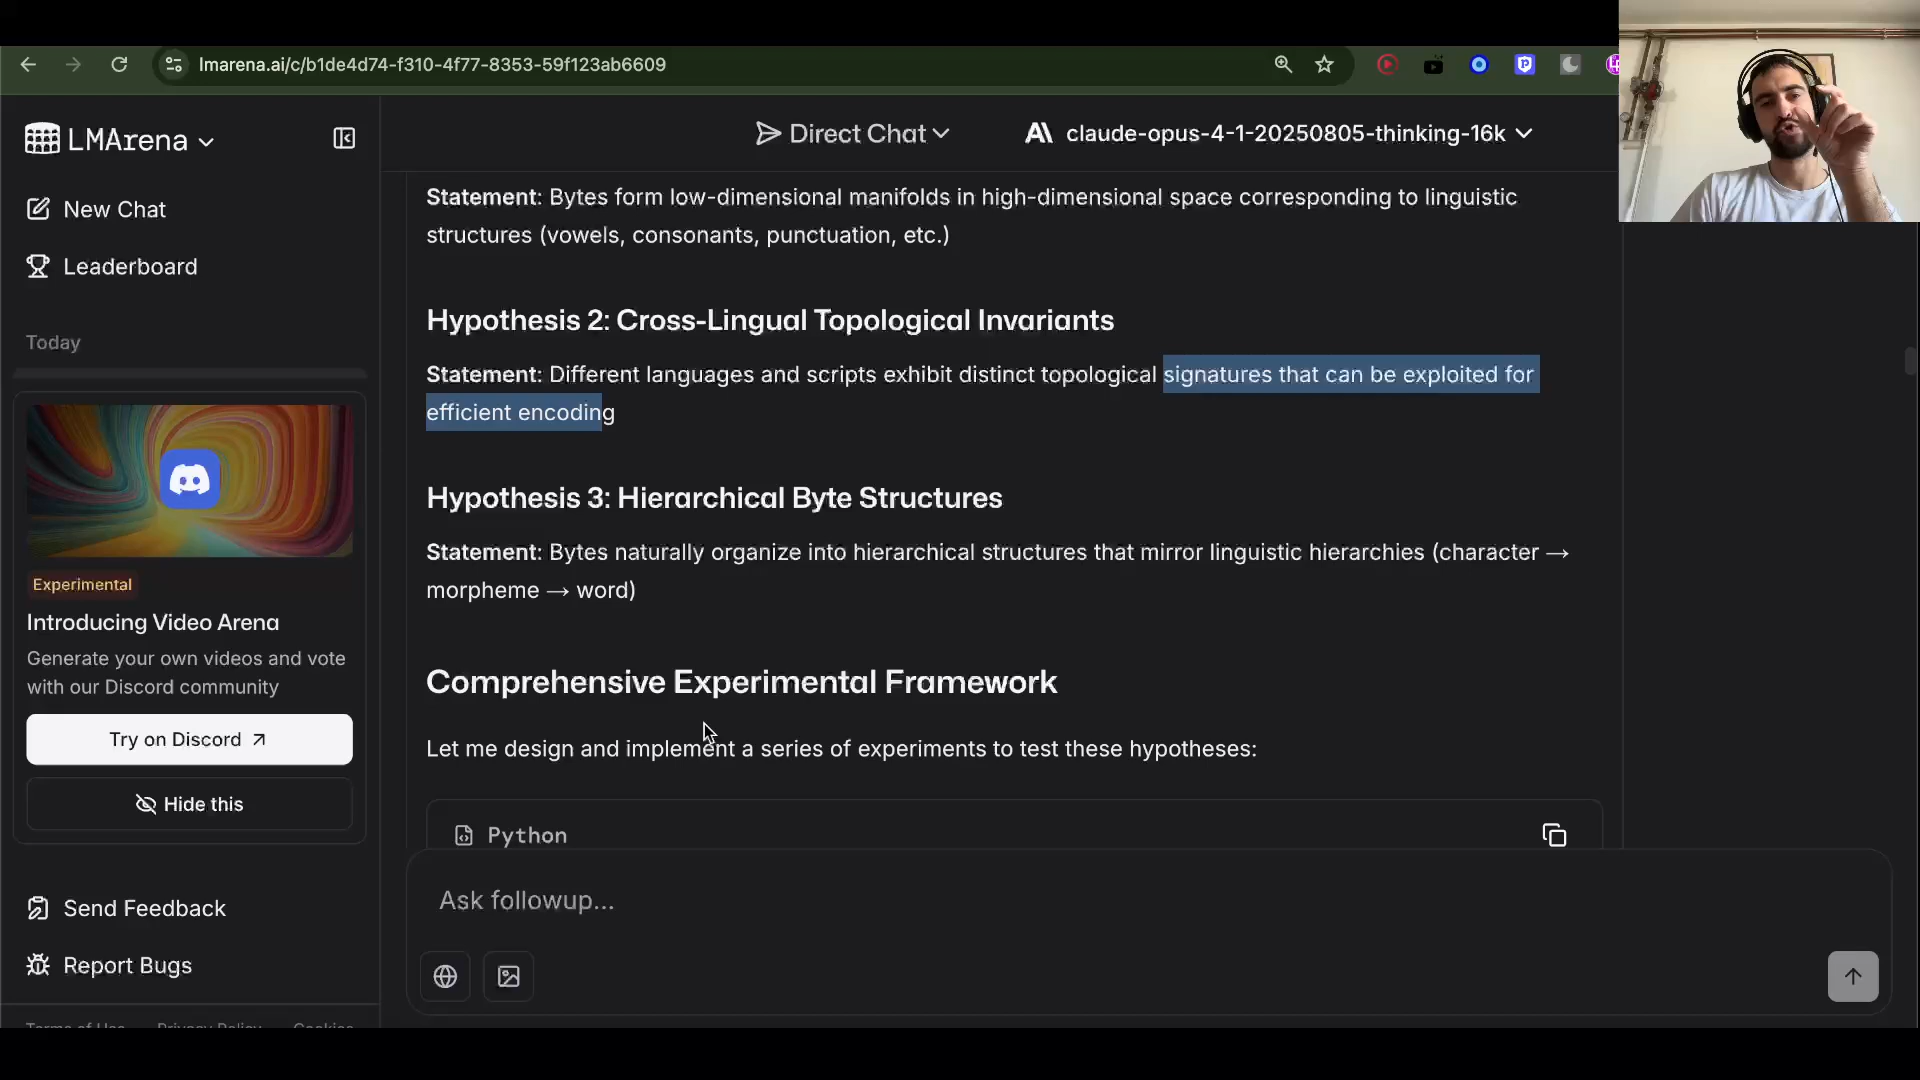 lmarena.ai/c/b1de4d74-f310-4f77-8353-59f123ab6609
LMArena
Direct Chat
claude-opus-4-1-20250805-thinking-16k
New Chat
Leaderboard
Today
Experimental
Introducing Video Arena
Generate your own videos and vote
with our Discord community
Try on Discord
Hide this
Send Feedback
Report Bugs
Terms of Use Privacy Policy Cookies
Statement: Bytes form low-dimensional manifolds in high-dimensional space corresponding to linguistic
structures (vowels, consonants, punctuation, etc.)
Hypothesis 2: Cross-Lingual Topological Invariants
Statement: Different languages and scripts exhibit distinct topological signatures that can be exploited for
efficient encoding
Hypothesis 3: Hierarchical Byte Structures
Statement: Bytes naturally organize into hierarchical structures that mirror linguistic hierarchies (character →
morpheme → word)
Comprehensive Experimental Framework
Let me design and implement a series of experiments to test these hypotheses:
Python
Ask followup...